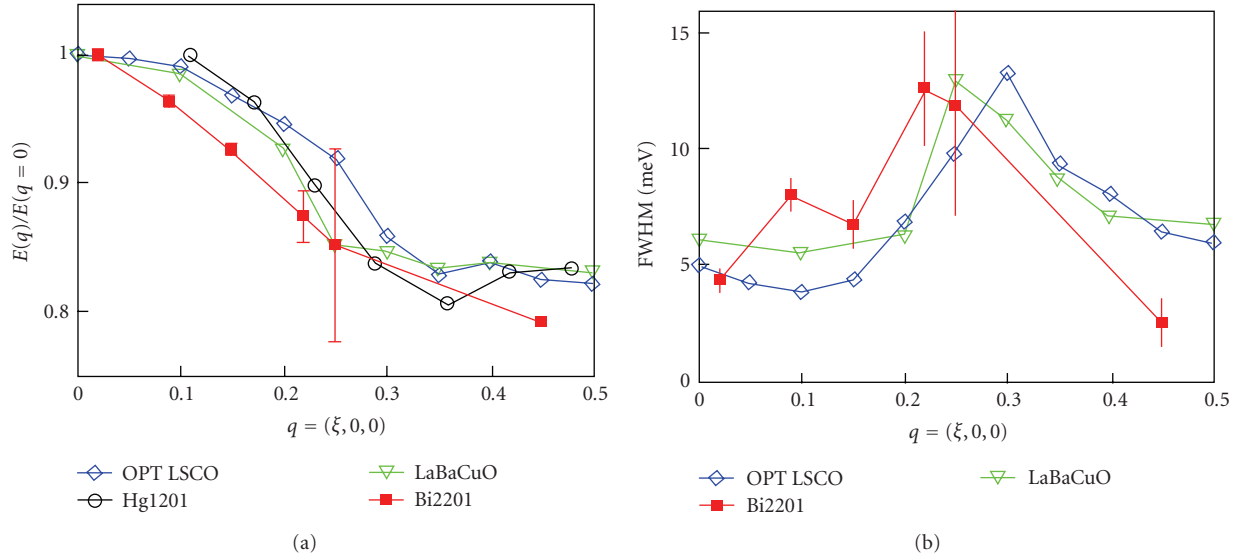 1
0.9
0.8
E(q)/E(q = 0)
0
0.1
0.2
0.3
0.4
0.5
q = (ξ, 0, 0)
OPT LSCO
LaBaCuO
Hg1201
Bi2201
(a)
15
10
5
0
FWHM (meV)
0
0.1
0.2
0.3
0.4
0.5
q = (ξ, 0, 0)
OPT LSCO
LaBaCuO
Bi2201
(b)